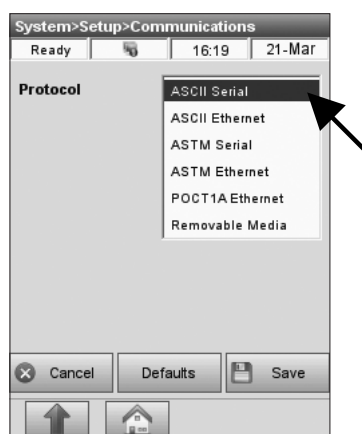 System>Setup>Communications
Ready 16:19 21-Mar
Protocol
ASCII Serial
ASCII Ethernet
ASTM Serial
ASTM Ethernet
POCT1A Ethernet
Removable Media
Cancel Defaults Save